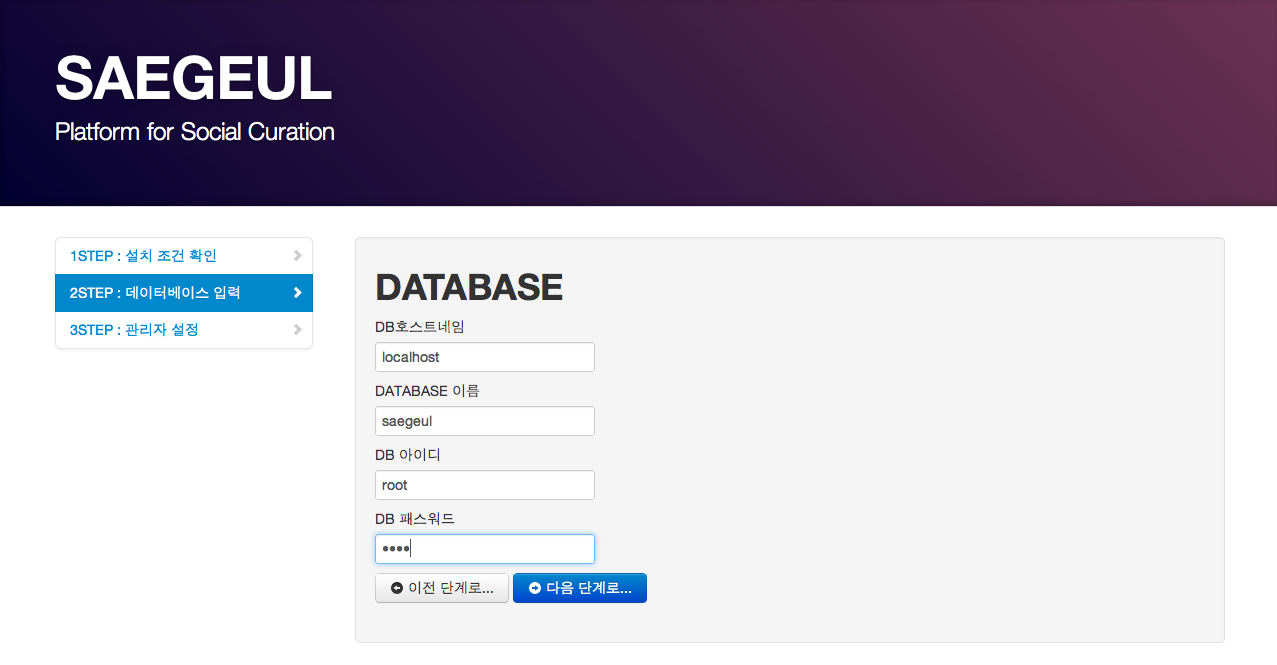 SAEGEUL
Platform for Social Curation
1STEP : 설치 조건 확인
2STEP : 데이터베이스 입력
3STEP : 관리자 설정
DATABASE
DB호스트네임
localhost
DATABASE 이름
saegeul
DB 아이디
root
DB 패스워드
••••
이전 단계로...
다음 단계로...